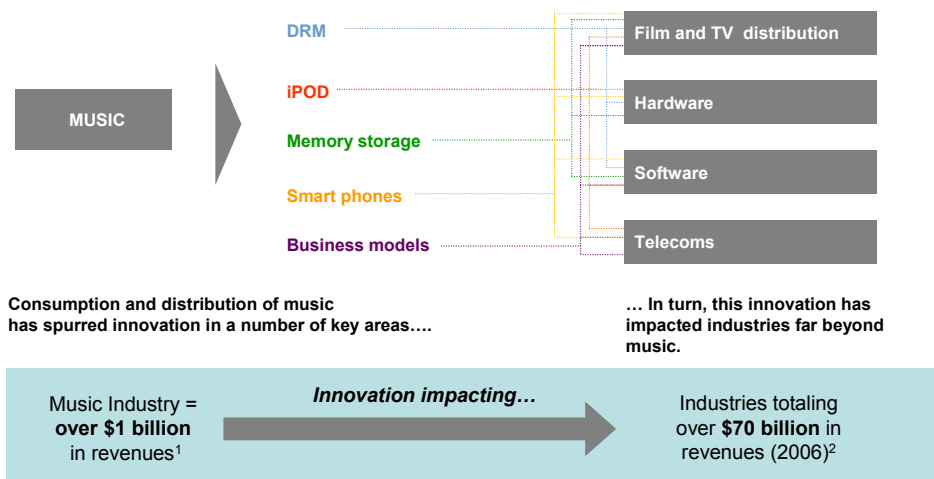 MUSIC
DRM
iPOD
Memory storage
Smart phones
Business models
Film and TV distribution
Hardware
Software
Telecoms
Consumption and distribution of music
has spurred innovation in a number of key areas….
… In turn, this innovation has
impacted industries far beyond
music.
Music Industry =
over $1 billion
in revenues¹
Innovation impacting…
Industries totaling
over $70 billion in
revenues (2006)²